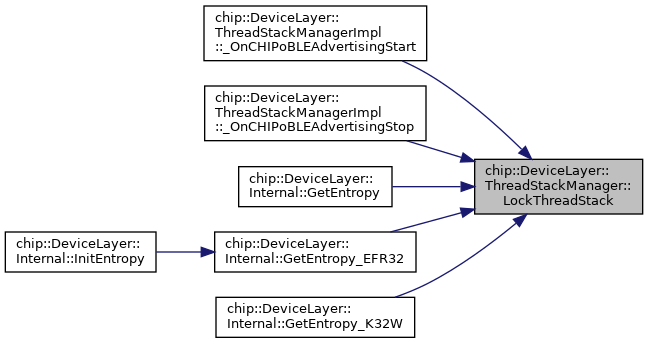 chip::DeviceLayer::
ThreadStackManagerImpl
::_OnCHIPoBLEAdvertisingStart
chip::DeviceLayer::
ThreadStackManagerImpl
::_OnCHIPoBLEAdvertisingStop
chip::DeviceLayer::
Internal::GetEntropy
chip::DeviceLayer::
ThreadStackManager::
LockThreadStack
chip::DeviceLayer::
Internal::InitEntropy
chip::DeviceLayer::
Internal::GetEntropy_EFR32
chip::DeviceLayer::
Internal::GetEntropy_K32W